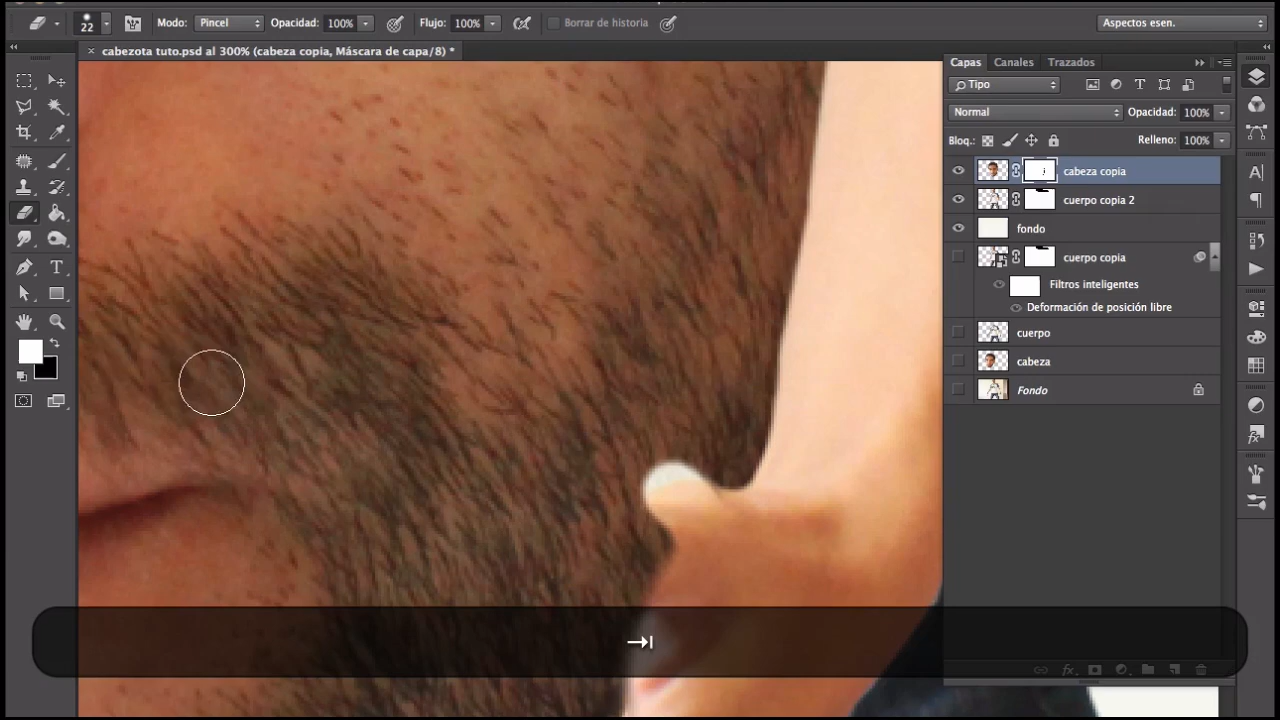 22 Modo: Pincel Opacidad: 100% Flujo: 100% Borrar de historia Aspectos esen.
× cabezota tuto.psd al 300% (cabeza copia, Máscara de capa/8) *
Capas Canales Trazados
Tipo
Normal Opacidad: 100%
Bloq.: Relleno: 100%
cabeza copia
cuerpo copia 2
fondo
cuerpo copia
Filtros inteligentes
Deformación de posición libre
cuerpo
cabeza
Fondo